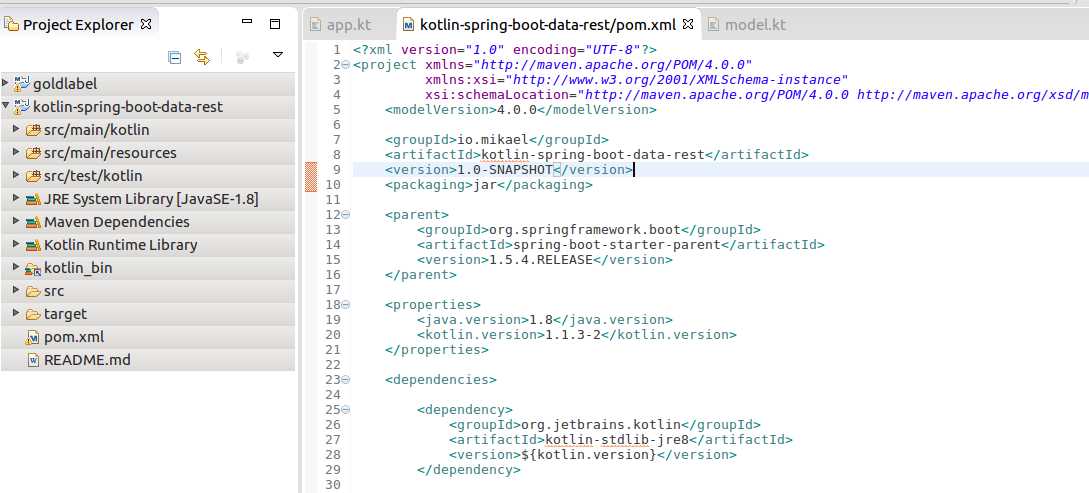 Project Explorer
goldlabel
kotlin-spring-boot-data-rest
src/main/kotlin
src/main/resources
src/test/kotlin
JRE System Library [JavaSE-1.8]
Maven Dependencies
Kotlin Runtime Library
kotlin_bin
src
target
pom.xml
README.md
app.kt
kotlin-spring-boot-data-rest/pom.xml
model.kt
1 <?xml version="1.0" encoding="UTF-8"?>
2 <project xmlns="http://maven.apache.org/POM/4.0.0"
3 xmlns:xsi="http://www.w3.org/2001/XMLSchema-instance"
4 xsi:schemaLocation="http://maven.apache.org/POM/4.0.0 http://maven.apache.org/xsd/m
5 <modelVersion>4.0.0</modelVersion>
6
7 <groupId>io.mikael</groupId>
8 <artifactId>kotlin-spring-boot-data-rest</artifactId>
9 <version>1.0-SNAPSHOT</version>
10 <packaging>jar</packaging>
11
12 <parent>
13 <groupId>org.springframework.boot</groupId>
14 <artifactId>spring-boot-starter-parent</artifactId>
15 <version>1.5.4.RELEASE</version>
16 </parent>
17
18 <properties>
19 <java.version>1.8</java.version>
20 <kotlin.version>1.1.3-2</kotlin.version>
21 </properties>
22
23 <dependencies>
24
25 <dependency>
26 <groupId>org.jetbrains.kotlin</groupId>
27 <artifactId>kotlin-stdlib-jre8</artifactId>
28 <version>${kotlin.version}</version>
29 </dependency>
30